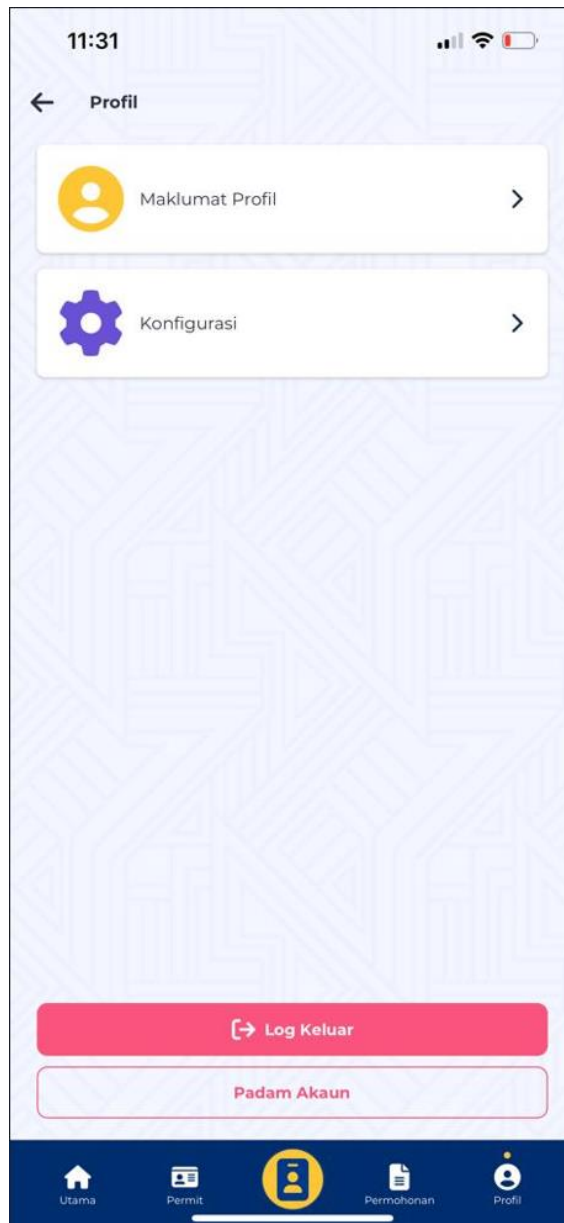 11:31
Profil
Maklumat Profil
Konfigurasi
Log Keluar
Padam Akaun
Utama
Permit
Permohonan
Profil